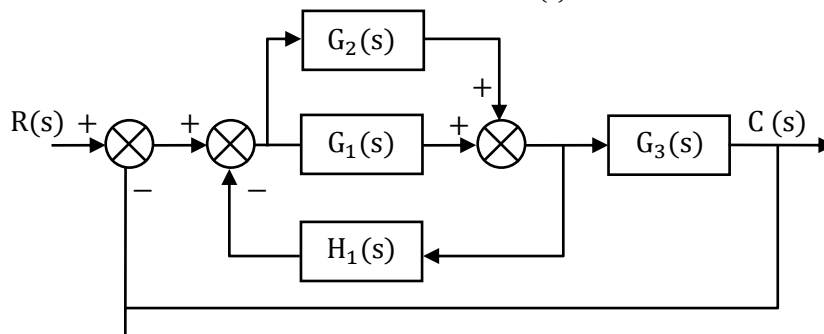 (s)
G₂(s)
+
R(s) + + G₁(s) + G₃(s) C (s)
− −
H₁(s)